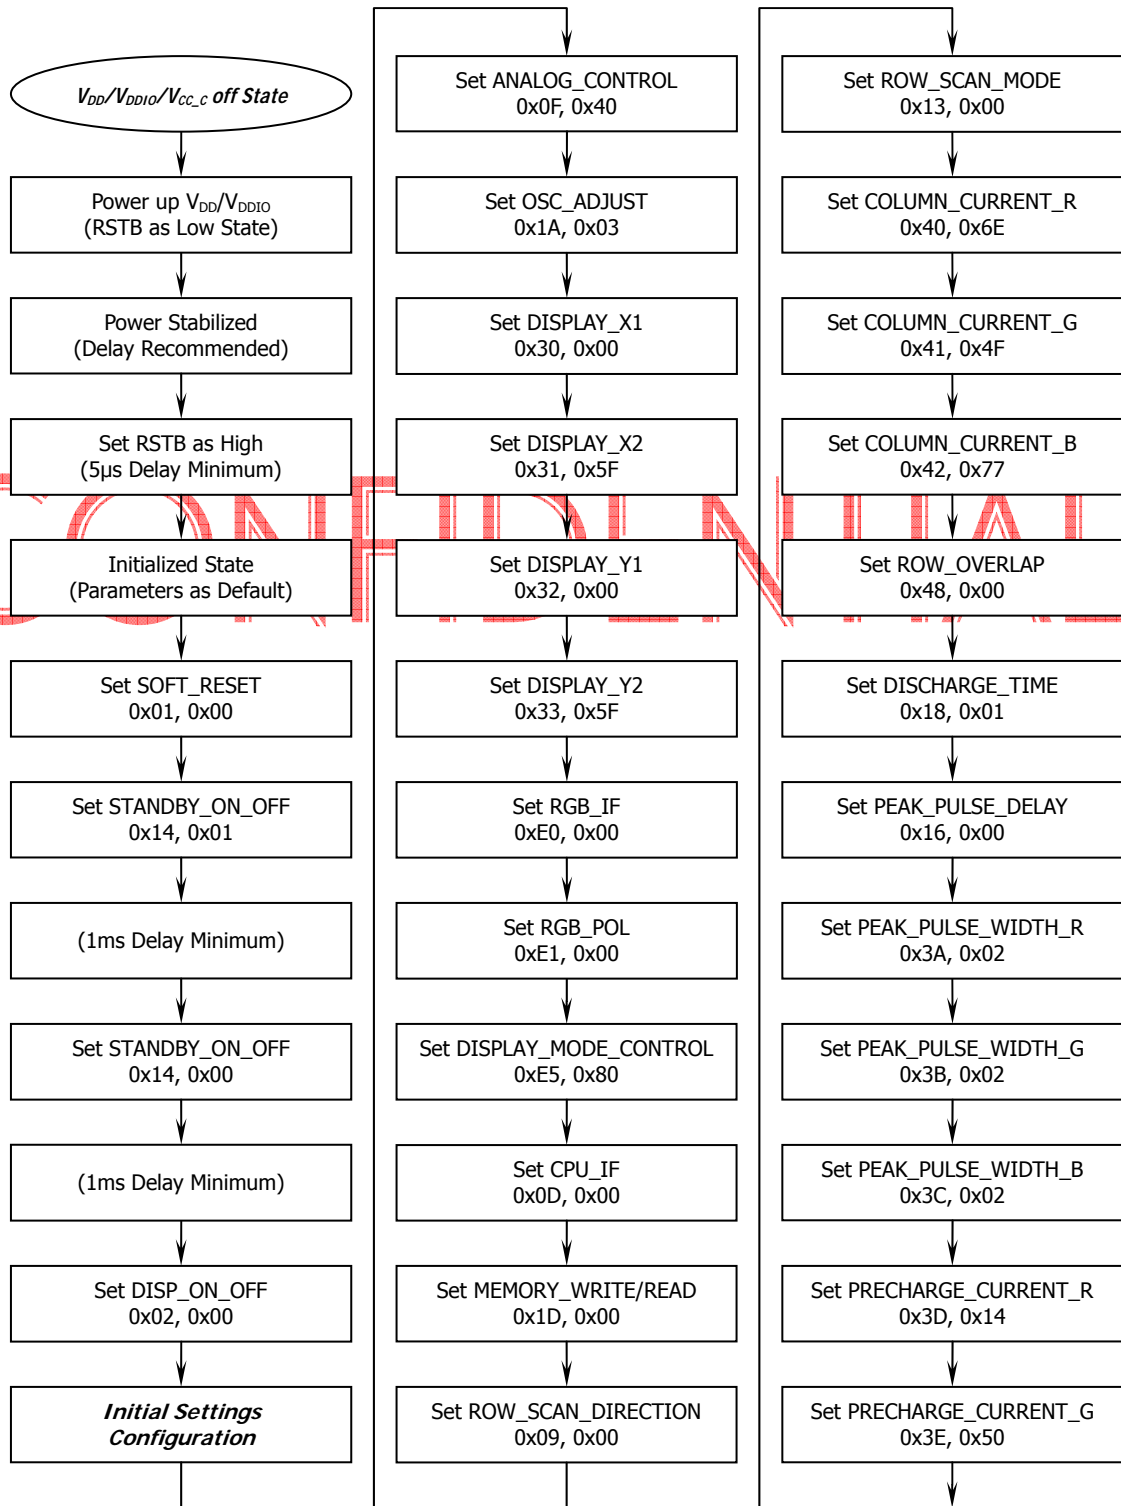 VDD/VDDIO/VCC_C off State
Power up VDD/VDDIO
(RSTB as Low State)
Power Stabilized
(Delay Recommended)
Set RSTB as High
(5µs Delay Minimum)
Initialized State
(Parameters as Default)
Set SOFT_RESET
0x01, 0x00
Set STANDBY_ON_OFF
0x14, 0x01
(1ms Delay Minimum)
Set STANDBY_ON_OFF
0x14, 0x00
(1ms Delay Minimum)
Set DISP_ON_OFF
0x02, 0x00
Initial Settings
Configuration
Set ANALOG_CONTROL
0x0F, 0x40
Set OSC_ADJUST
0x1A, 0x03
Set DISPLAY_X1
0x30, 0x00
Set DISPLAY_X2
0x31, 0x5F
Set DISPLAY_Y1
0x32, 0x00
Set DISPLAY_Y2
0x33, 0x5F
Set RGB_IF
0xE0, 0x00
Set RGB_POL
0xE1, 0x00
Set DISPLAY_MODE_CONTROL
0xE5, 0x80
Set CPU_IF
0x0D, 0x00
Set MEMORY_WRITE/READ
0x1D, 0x00
Set ROW_SCAN_DIRECTION
0x09, 0x00
Set ROW_SCAN_MODE
0x13, 0x00
Set COLUMN_CURRENT_R
0x40, 0x6E
Set COLUMN_CURRENT_G
0x41, 0x4F
Set COLUMN_CURRENT_B
0x42, 0x77
Set ROW_OVERLAP
0x48, 0x00
Set DISCHARGE_TIME
0x18, 0x01
Set PEAK_PULSE_DELAY
0x16, 0x00
Set PEAK_PULSE_WIDTH_R
0x3A, 0x02
Set PEAK_PULSE_WIDTH_G
0x3B, 0x02
Set PEAK_PULSE_WIDTH_B
0x3C, 0x02
Set PRECHARGE_CURRENT_R
0x3D, 0x14
Set PRECHARGE_CURRENT_G
0x3E, 0x50
CONFIDENTIAL